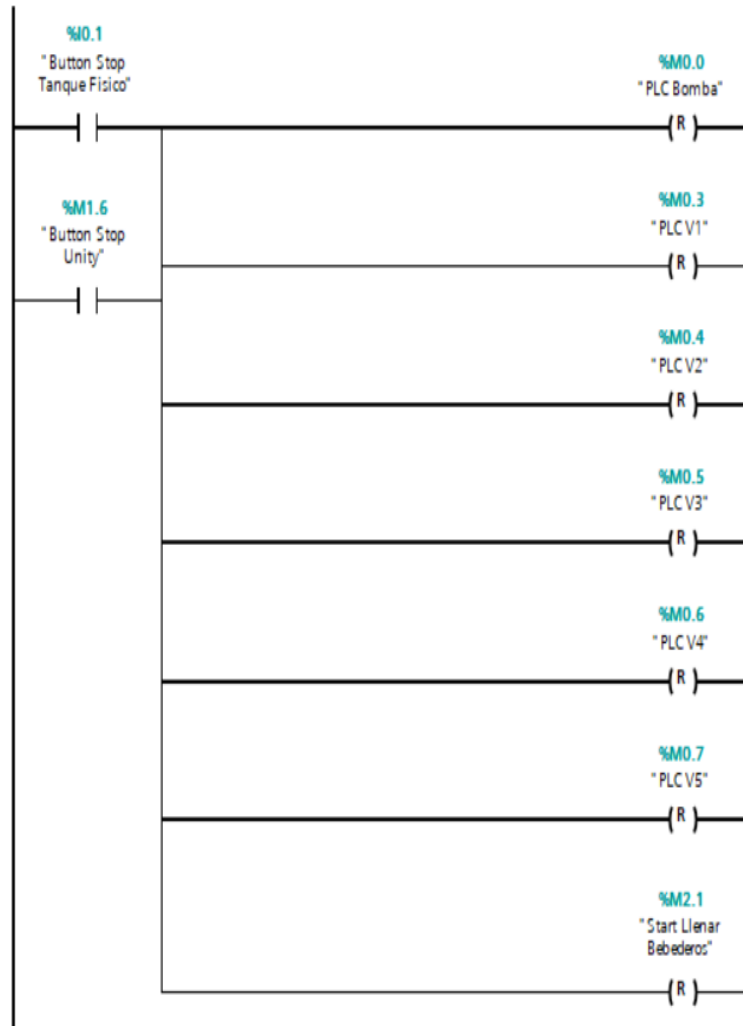 %I0.1
"Button Stop
Tanque Fisico"
%M0.0
"PLC Bomba"
( R )
%M1.6
"Button Stop
Unity"
%M0.3
"PLC V1"
( R )
%M0.4
"PLC V2"
( R )
%M0.5
"PLC V3"
( R )
%M0.6
"PLC V4"
( R )
%M0.7
"PLC V5"
( R )
%M2.1
"Start Llenar
Bebederos"
( R )